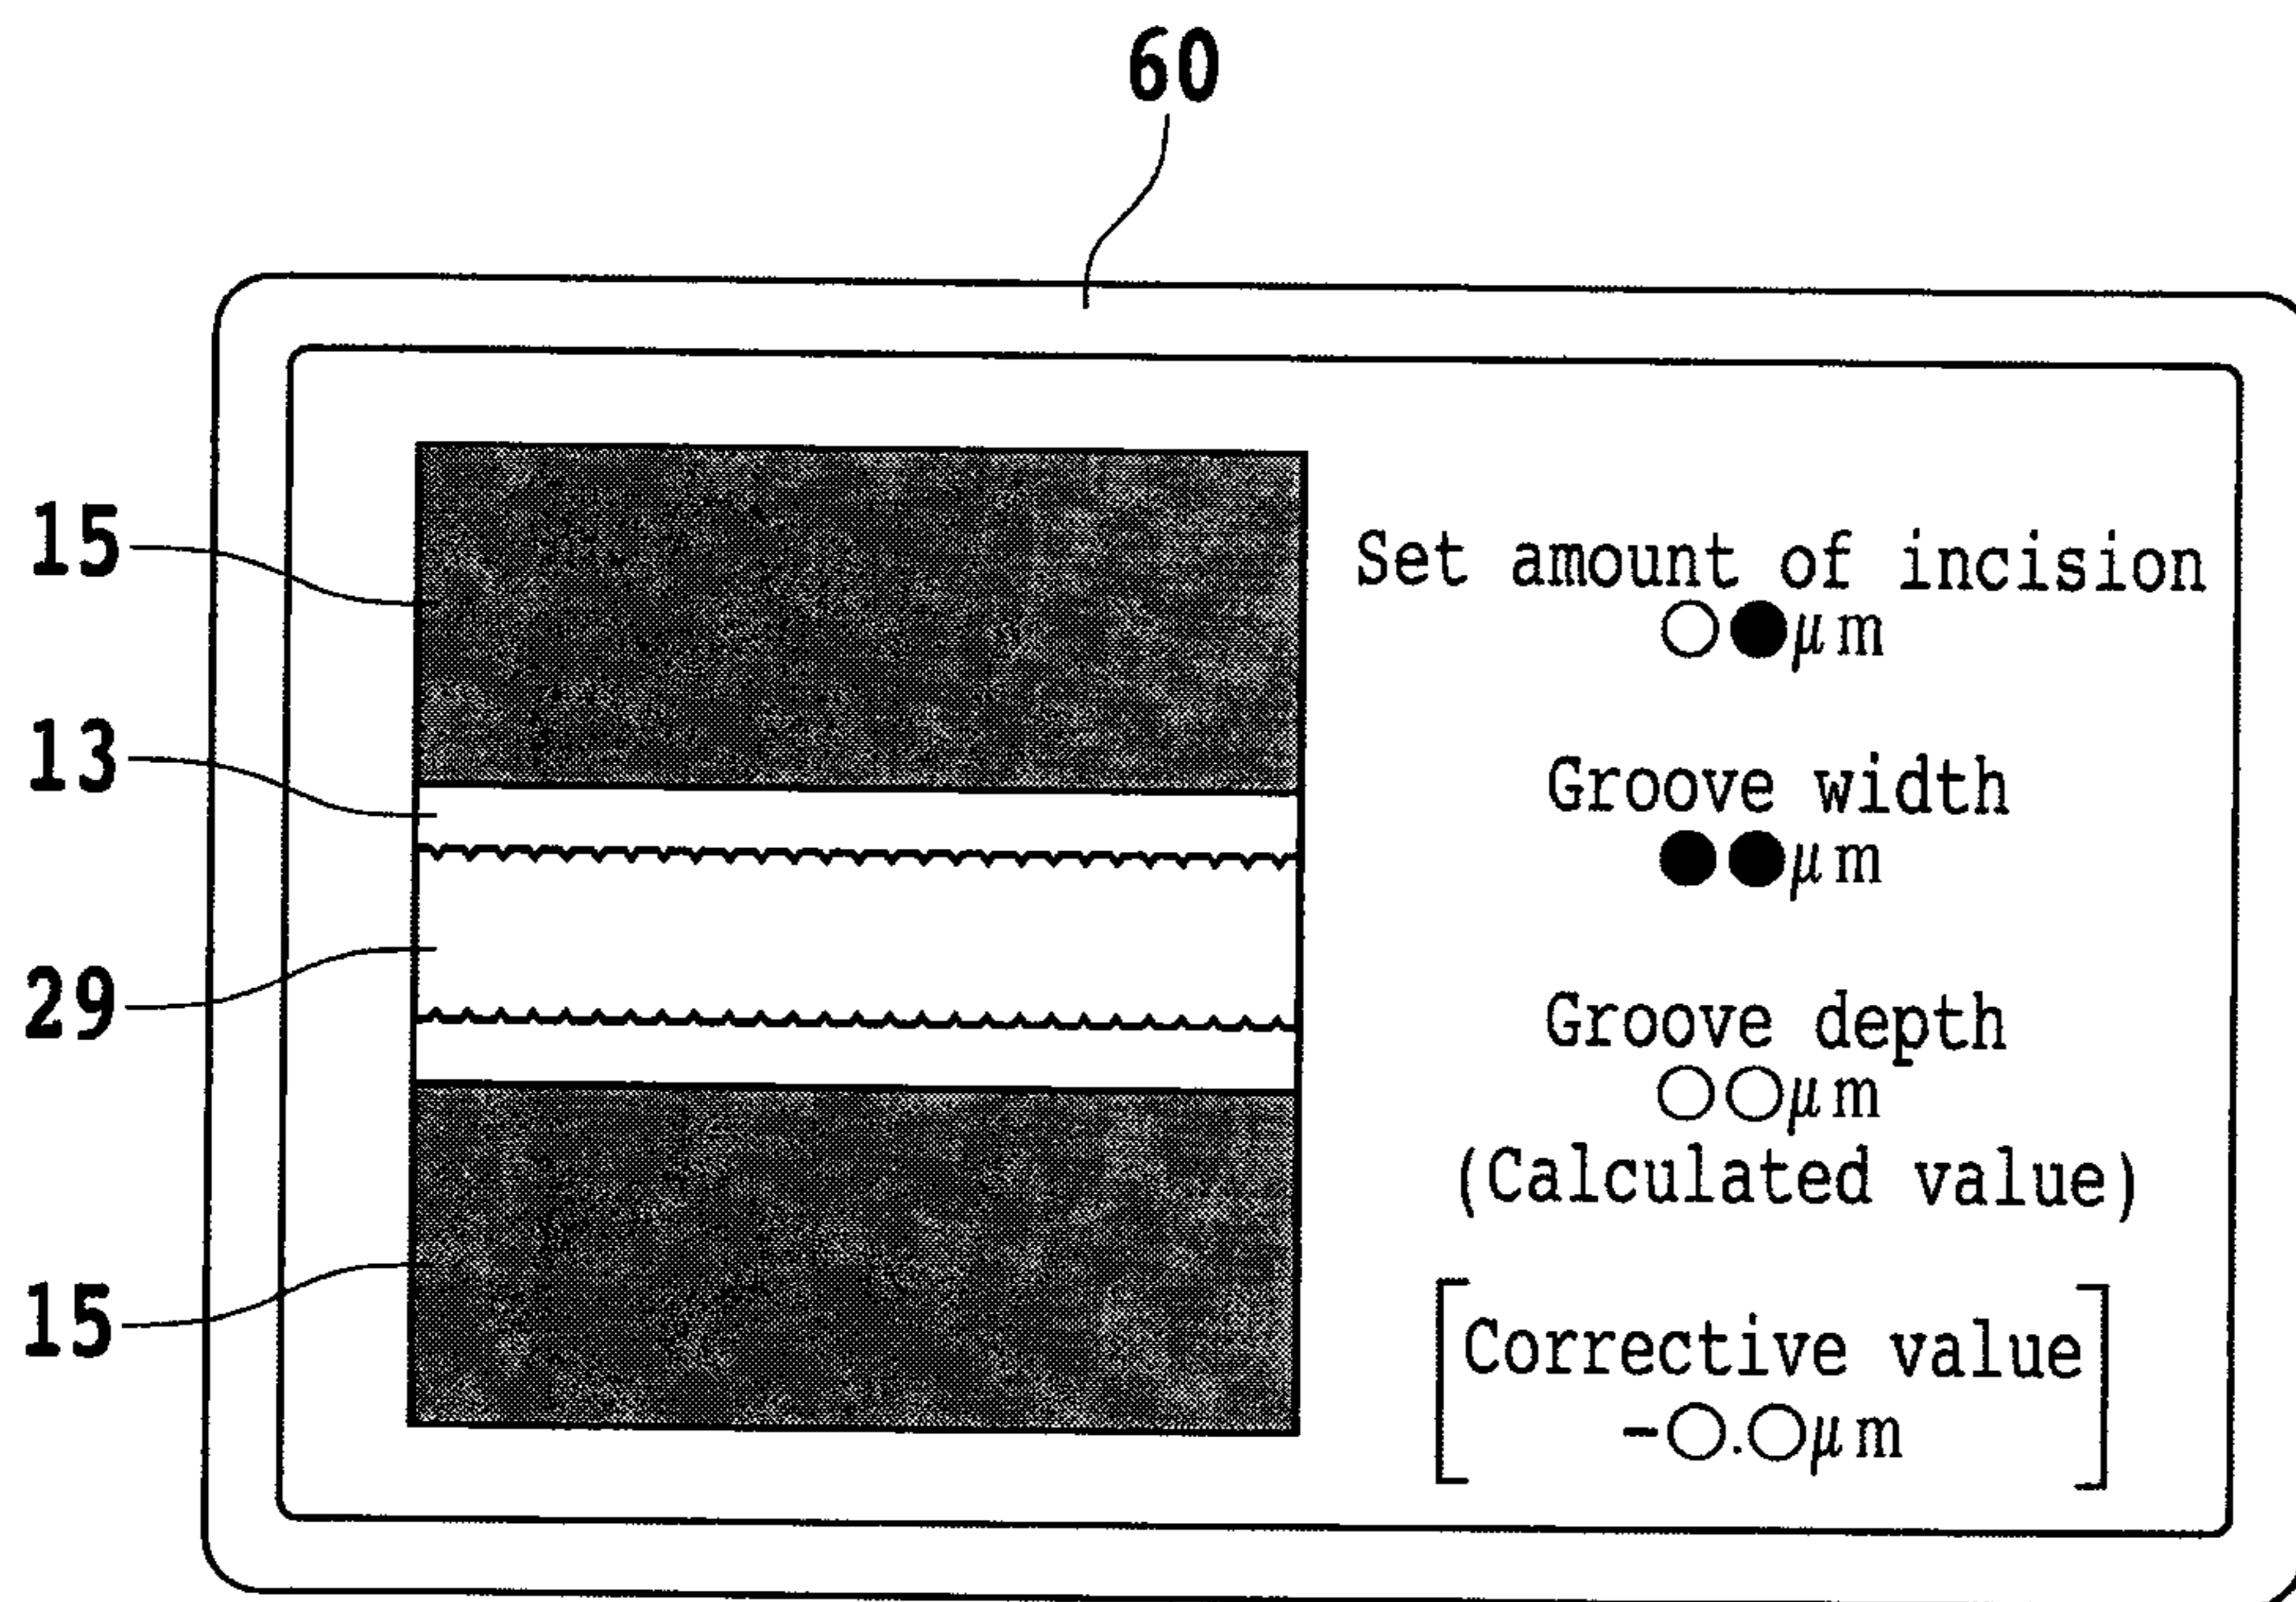 60
15
13
29
15
Set amount of incision
○●μm
Groove width
●●μm
Groove depth
○○μm
(Calculated value)
Corrective value
-○.○μm